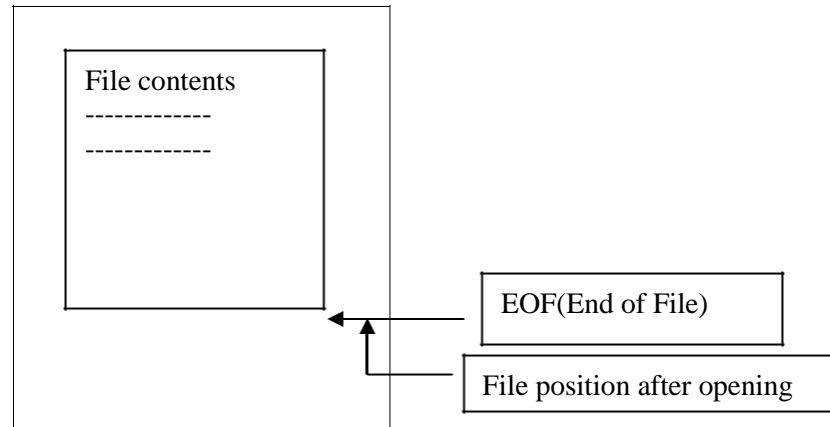 File contents
-------------
-------------
EOF(End of File)
File position after opening